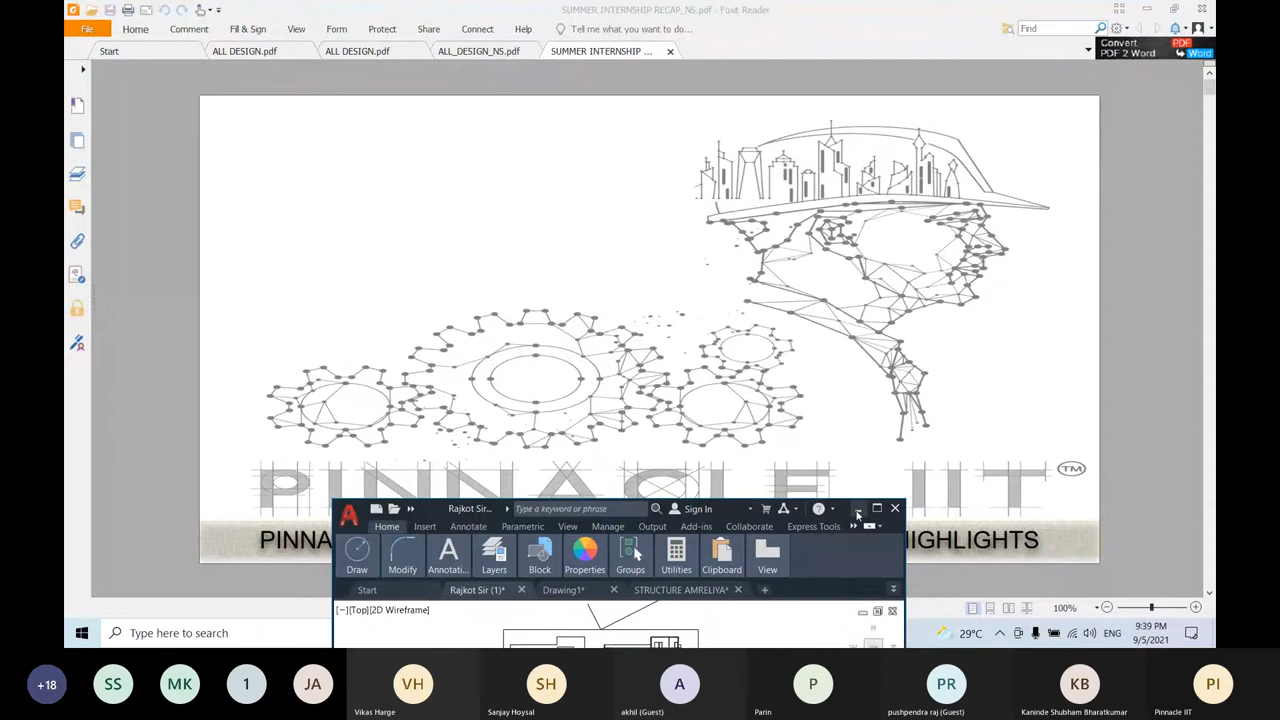 SUMMER INTERNSHIP RECAP_NS.pdf - Foxit Reader
File Home Comment Fill & Sign View Form Protect Share Connect Help Tell me what you want to do... Find
Start ALL DESIGN.pdf ALL DESIGN.pdf ALL_DESIGN_NS.pdf SUMMER INTERNSHIP ...
Convert PDF
PDF 2 Word Word
PINNACLE IIT TM
PINNA HIGHLIGHTS
Rajkot Sir... Type a keyword or phrase Sign In
Home Insert Annotate Parametric View Manage Output Add-ins Collaborate Express Tools
Draw Modify Annotati... Layers Block Properties Groups Utilities Clipboard View
Start Rajkot Sir (1)* Drawing1* STRUCTURE AMRELIYA*
[−][Top][2D Wireframe]
N
100%
Type here to search
29°C ENG 9:39 PM
9/5/2021
+18 SS MK 1 JA VH SH A P PR KB PI
Vikas Harge Sanjay Hoysal akhil (Guest) Parin pushpendra raj (Guest) Kaninde Shubham Bharatkumar Pinnacle IIT